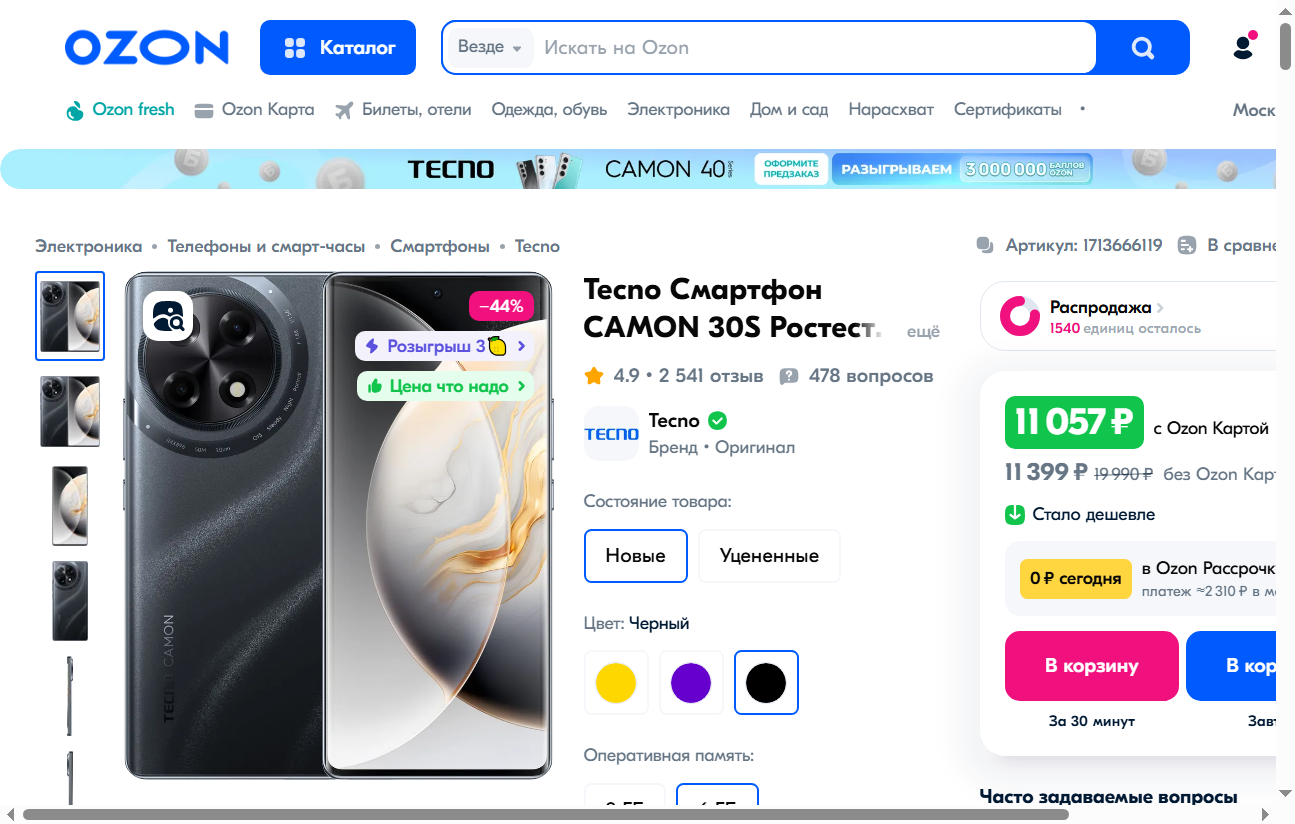 OZON
Каталог
Везде
Искать на Ozon
Ozon fresh
Ozon Карта
Билеты, отели
Одежда, обувь
Электроника
Дом и сад
Нарасхват
Сертификаты
Моск
TECNO
CAMON 40 Series
ОФОРМИТЕ
ПРЕДЗАКАЗ
РАЗЫГРЫВАЕМ
3 000 000 БАЛЛОВ OZON
Электроника • Телефоны и смарт-часы • Смартфоны • Tecno
Артикул: 1713666119
В сравне
–44%
Розыгрыш 3🍋
Цена что надо
TECNO CAMON
Tecno Смартфон
CAMON 30S Ростест.
ещё
4.9 • 2 541 отзыв
478 вопросов
TECNO
Tecno
Бренд • Оригинал
Состояние товара:
Новые
Уцененные
Цвет: Черный
Оперативная память:
Распродажа
1540 единиц осталось
11 057 ₽
с Ozon Картой
11 399 ₽ 19 990 ₽ без Ozon Карт
Стало дешевле
0 ₽ сегодня
в Ozon Рассрочк
платеж ≈2 310 ₽ в м
В корзину
В кор
За 30 минут
Завт
Часто задаваемые вопросы